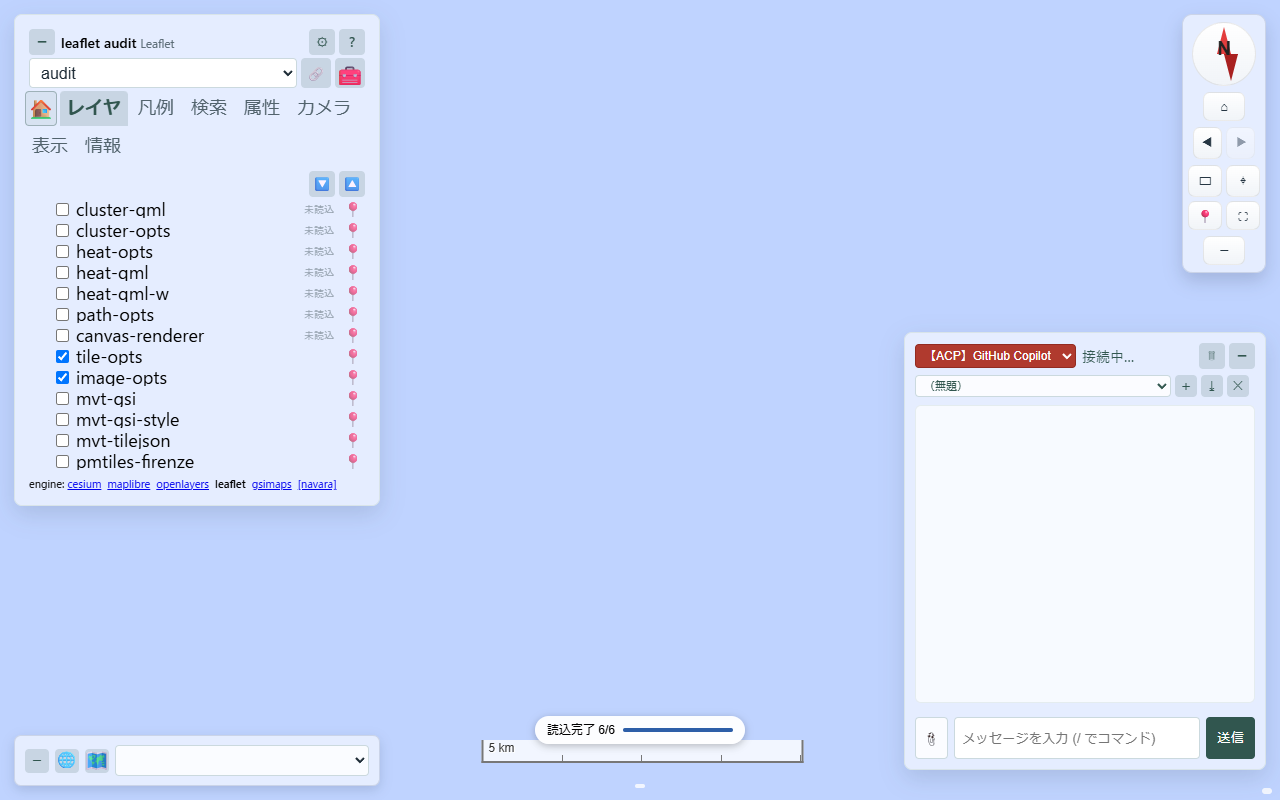 − leaflet audit Leaflet ⚙ ?
audit
レイヤ 凡例 検索 属性 カメラ
表示 情報
cluster-qml 未読込
cluster-opts 未読込
heat-opts 未読込
heat-qml 未読込
heat-qml-w 未読込
path-opts 未読込
canvas-renderer 未読込
tile-opts
image-opts
mvt-gsi
mvt-gsi-style
mvt-tilejson
pmtiles-firenze
engine: cesium maplibre openlayers leaflet gsimaps [navara]
N
【ACP】GitHub Copilot 接続中...
（無題）
メッセージを入力 (/ でコマンド)
送信
読込完了 6/6
5 km